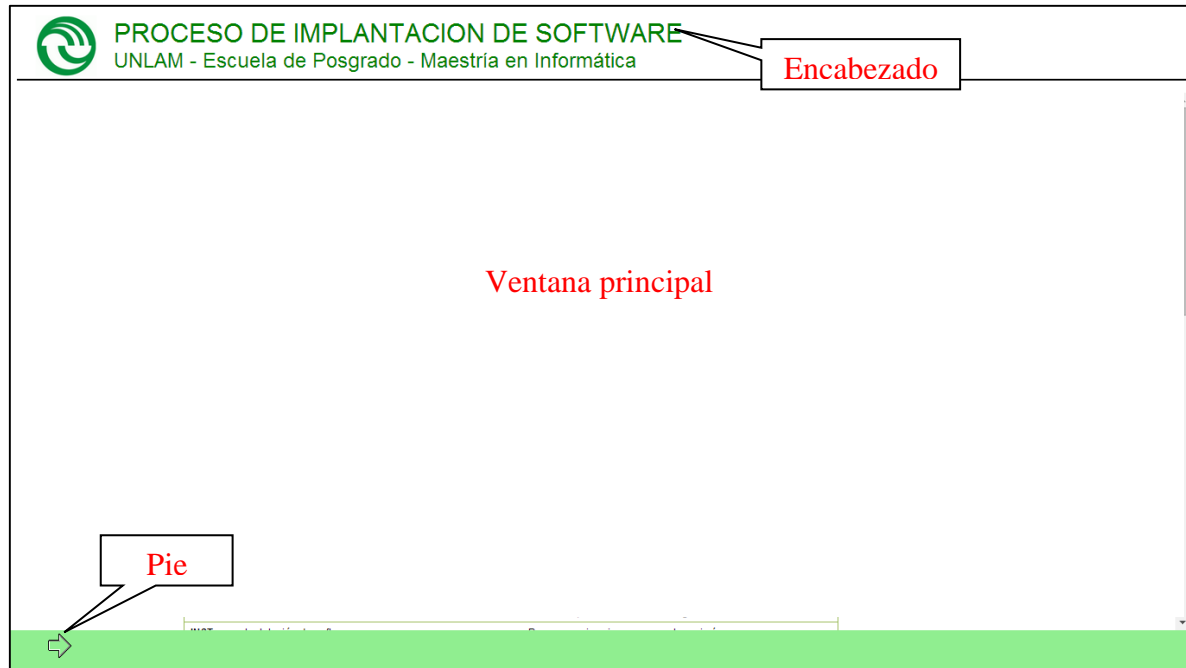 PROCESO DE IMPLANTACION DE SOFTWARE
UNLAM - Escuela de Posgrado - Maestría en Informática
Encabezado
Ventana principal
Pie